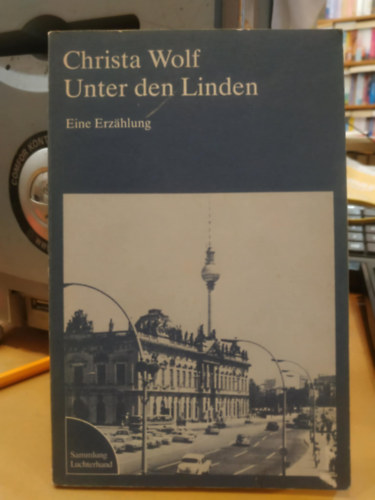 Christa Wolf
Unter den Linden
Eine Erzählung
Sammlung
Luchterhand